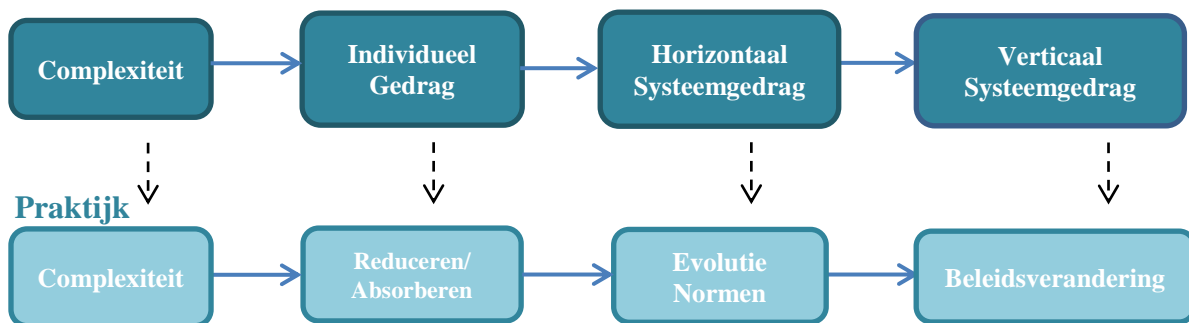 Complexiteit
Individueel
Gedrag
Horizontaal
Systeemgedrag
Verticaal
Systeemgedrag
Praktijk
Complexiteit
Reduceren/
Absorberen
Evolutie
Normen
Beleidsverandering